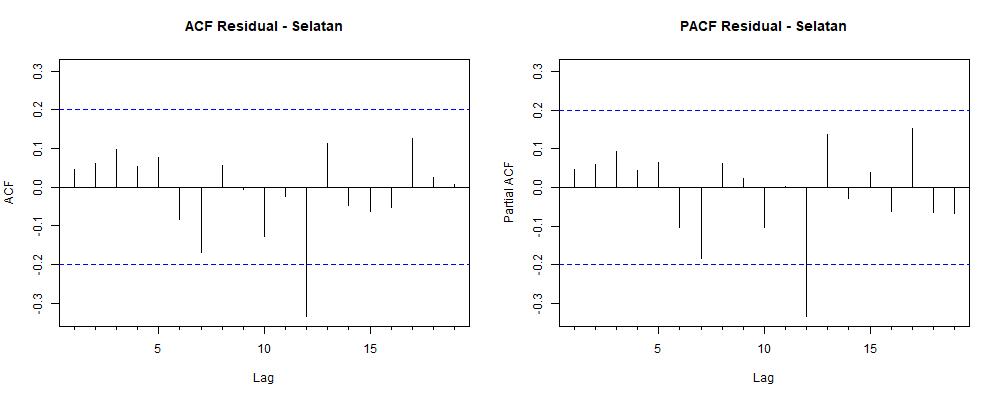 ACF Residual - Selatan
ACF
0.3
0.2
0.1
0.0
-0.1
-0.2
-0.3
5 10 15
Lag
PACF Residual - Selatan
Partial ACF
0.3
0.2
0.1
0.0
-0.1
-0.2
-0.3
5 10 15
Lag